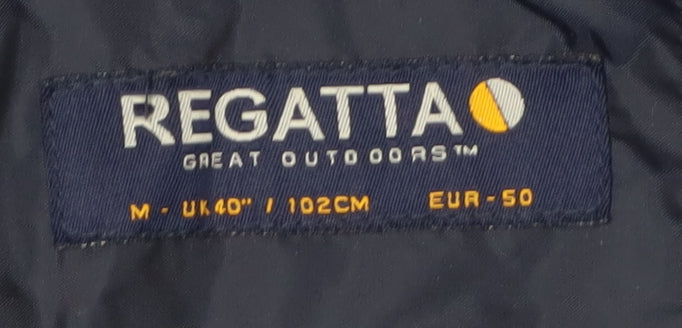 REGATTA
GREAT OUTDOORS™
M - UK40" / 102CM EUR - 50